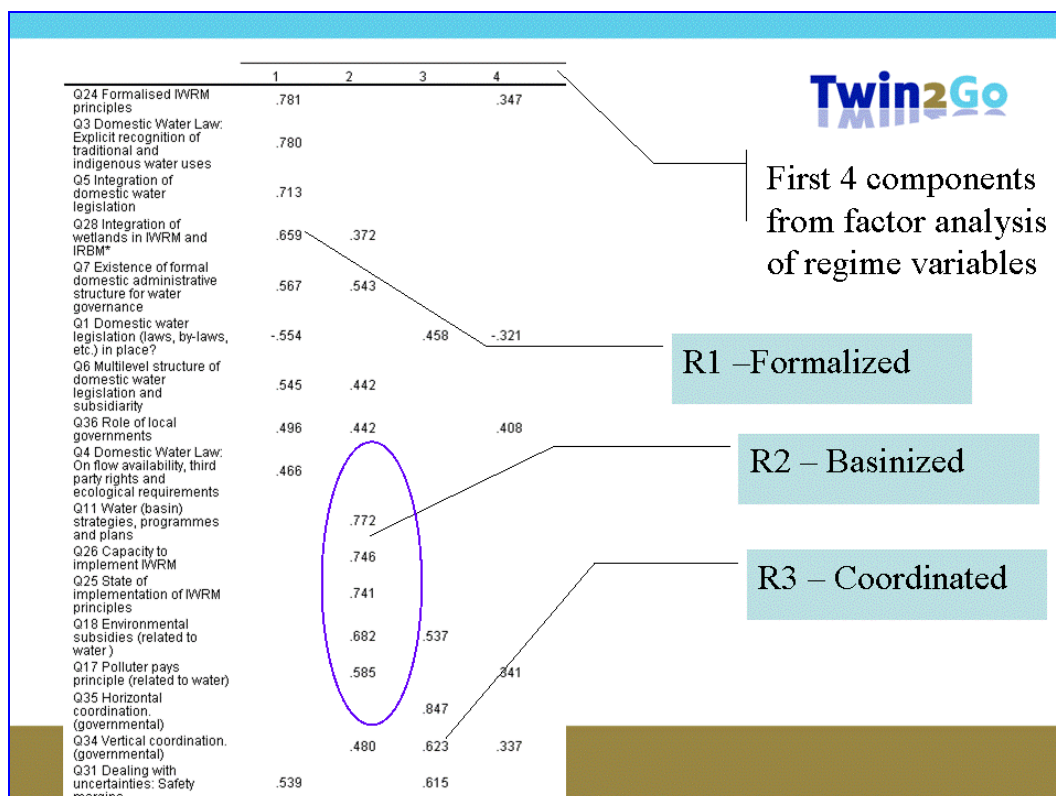 1 2 3 4
Twin2Go
Q24 Formalised IWRM
principles .781 .347
Q3 Domestic Water Law:
Explicit recognition of
traditional and
indigenous water uses .780
Q5 Integration of
domestic water
legislation .713
Q28 Integration of
wetlands in IWRM and
IRBM* .659 .372
Q7 Existence of formal
domestic administrative
structure for water
governance .567 .543
Q1 Domestic water
legislation (laws, by-laws,
etc.) in place? -.554 .458 -.321
Q6 Multilevel structure of
domestic water
legislation and
subsidiarity .545 .442
Q36 Role of local
governments .496 .442 .408
Q4 Domestic Water Law:
On flow availability, third
party rights and
ecological requirements .466
Q11 Water (basin)
strategies, programmes
and plans .772
Q26 Capacity to
implement IWRM .746
Q25 State of
implementation of IWRM
principles .741
Q18 Environmental
subsidies (related to
water ) .682 .537
Q17 Polluter pays
principle (related to water) .585 .341
Q35 Horizontal
coordination.
(governmental) .847
Q34 Vertical coordination.
(governmental) .480 .623 .337
Q31 Dealing with
uncertainties: Safety
.539 .615
First 4 components
from factor analysis
of regime variables
R1 –Formalized
R2 – Basinized
R3 – Coordinated